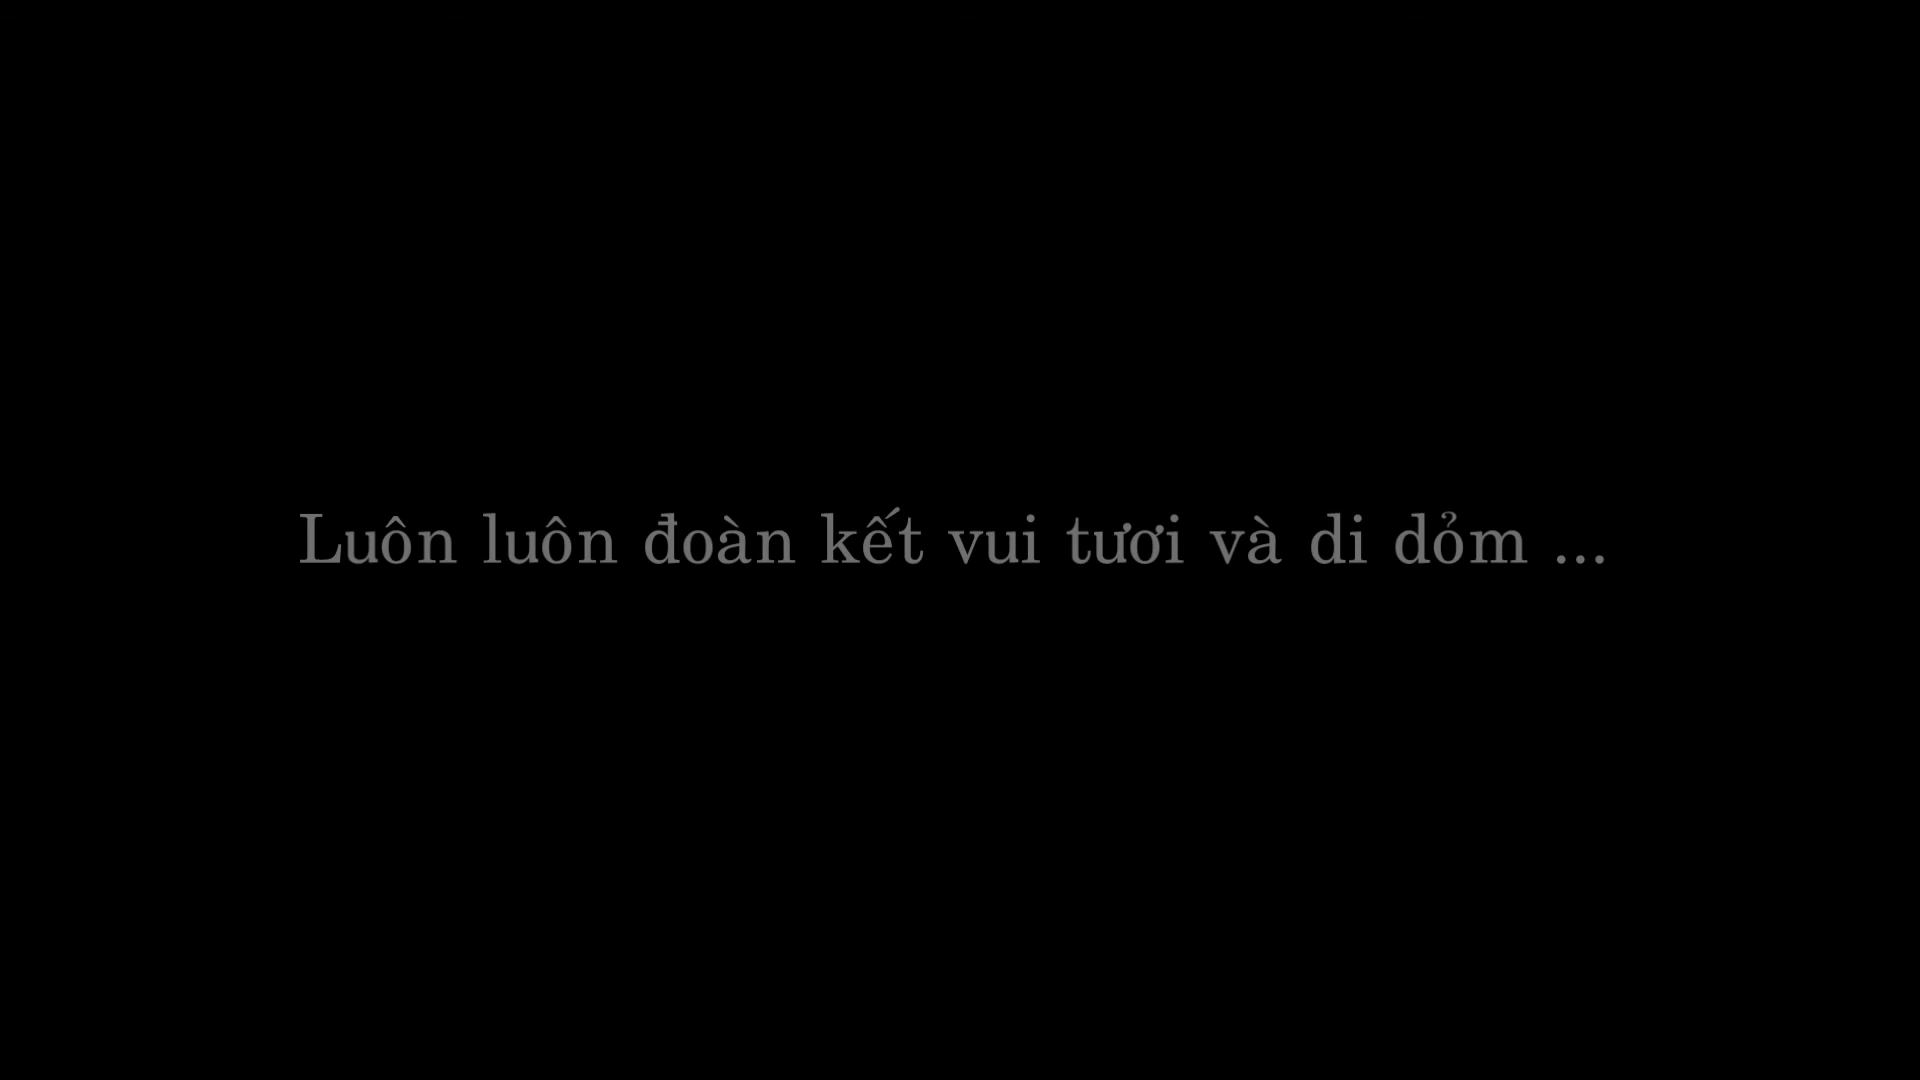 Luôn luôn đoàn kết vui tươi và di dỏm ...